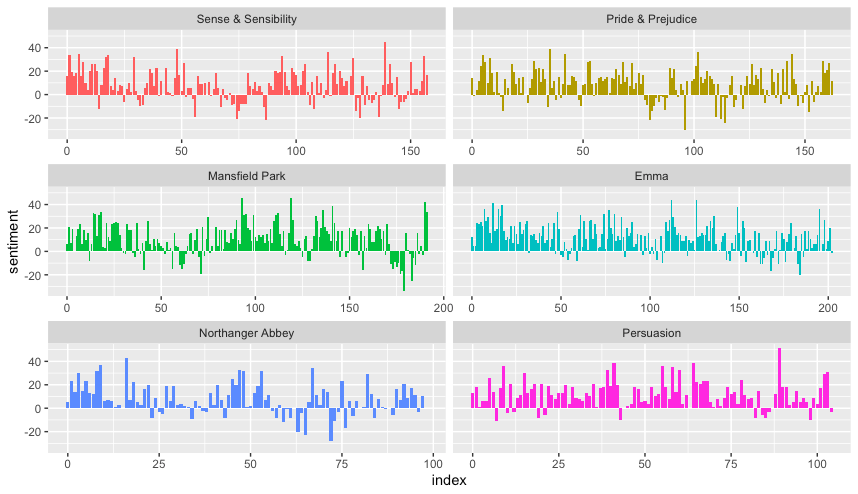 Sense & Sensibility
Pride & Prejudice
40
20
0
-20
0 50 100 150
0 50 100 150
Mansfield Park
Emma
40
20
0
-20
0 50 100 150 200
0 50 100 150 200
sentiment
Northanger Abbey
Persuasion
40
20
0
-20
0 25 50 75 100
0 25 50 75 100
index